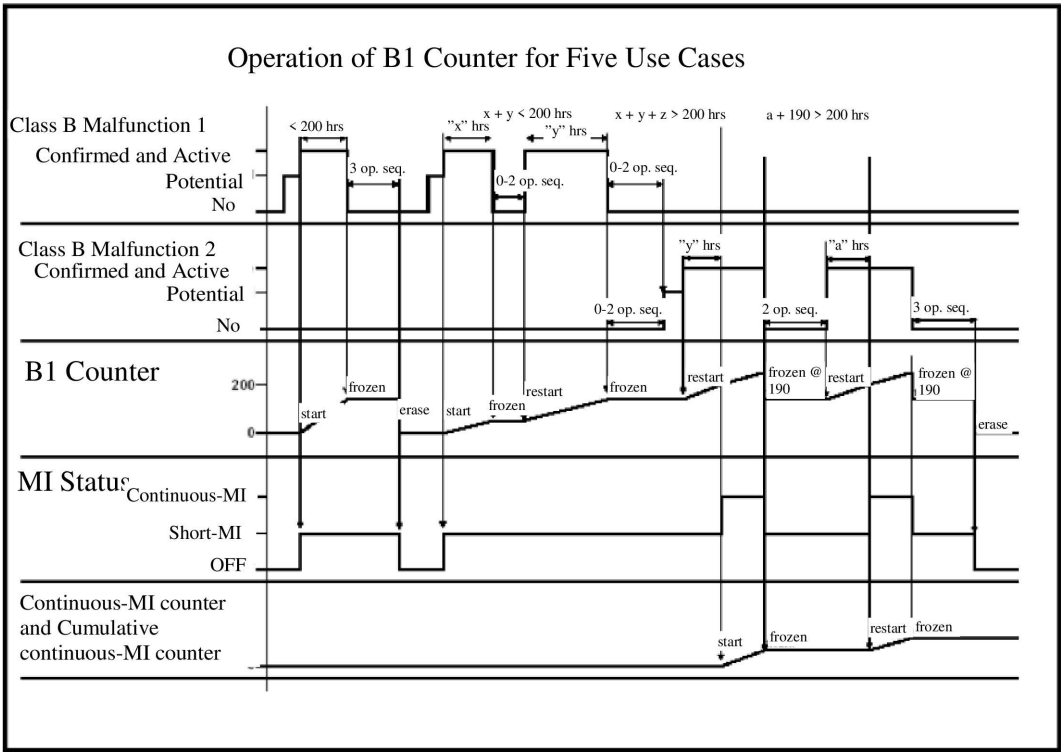 Operation of B1 Counter for Five Use Cases
x + y < 200 hrs
x + y + z > 200 hrs
a + 190 > 200 hrs
Class B Malfunction 1
< 200 hrs
"x" hrs
"y" hrs
Confirmed and Active
3 op. seq.
0-2 op. seq.
0-2 op. seq.
Potential
No
Class B Malfunction 2
"y" hrs
"a" hrs
Confirmed and Active
Potential
0-2 op. seq.
2 op. seq.
3 op. seq.
No
B1 Counter
200
0
start
frozen
erase
start
frozen
restart
frozen
restart
frozen @
190
restart
frozen @
190
erase
MI Status
Continuous-MI
Short-MI
OFF
Continuous-MI counter
and Cumulative
continuous-MI counter
start
frozen
restart
frozen